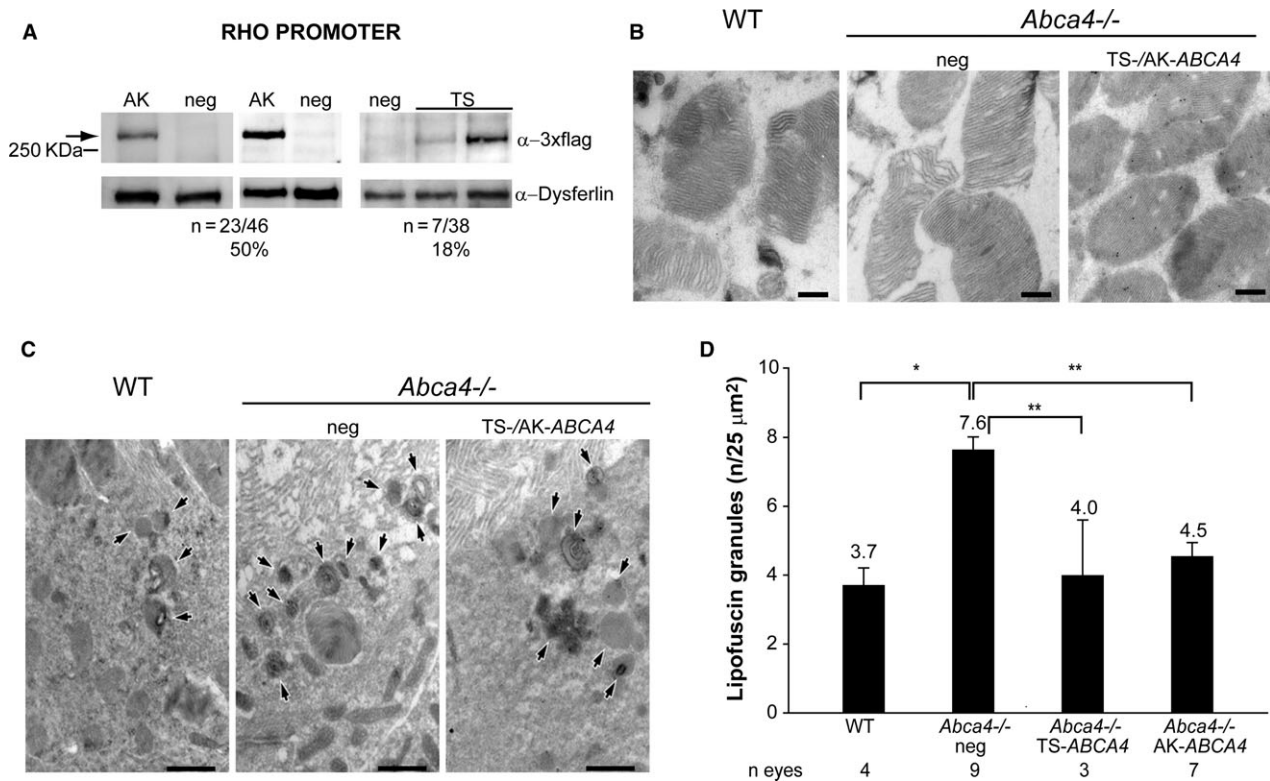 A
RHO PROMOTER
AK neg AK neg neg TS
250 KDa
α–3xflag
α–Dysferlin
n = 23/46
50%
n = 7/38
18%
B
WT
Abca4-/-
neg
TS-/AK-ABCA4
C
WT
Abca4-/-
neg
TS-/AK-ABCA4
D
Lipofuscin granules (n/25 µm²)
10
8
6
4
2
0
*
**
**
3.7
7.6
4.0
4.5
WT
Abca4-/-
neg
Abca4-/-
TS-ABCA4
Abca4-/-
AK-ABCA4
n eyes 4 9 3 7